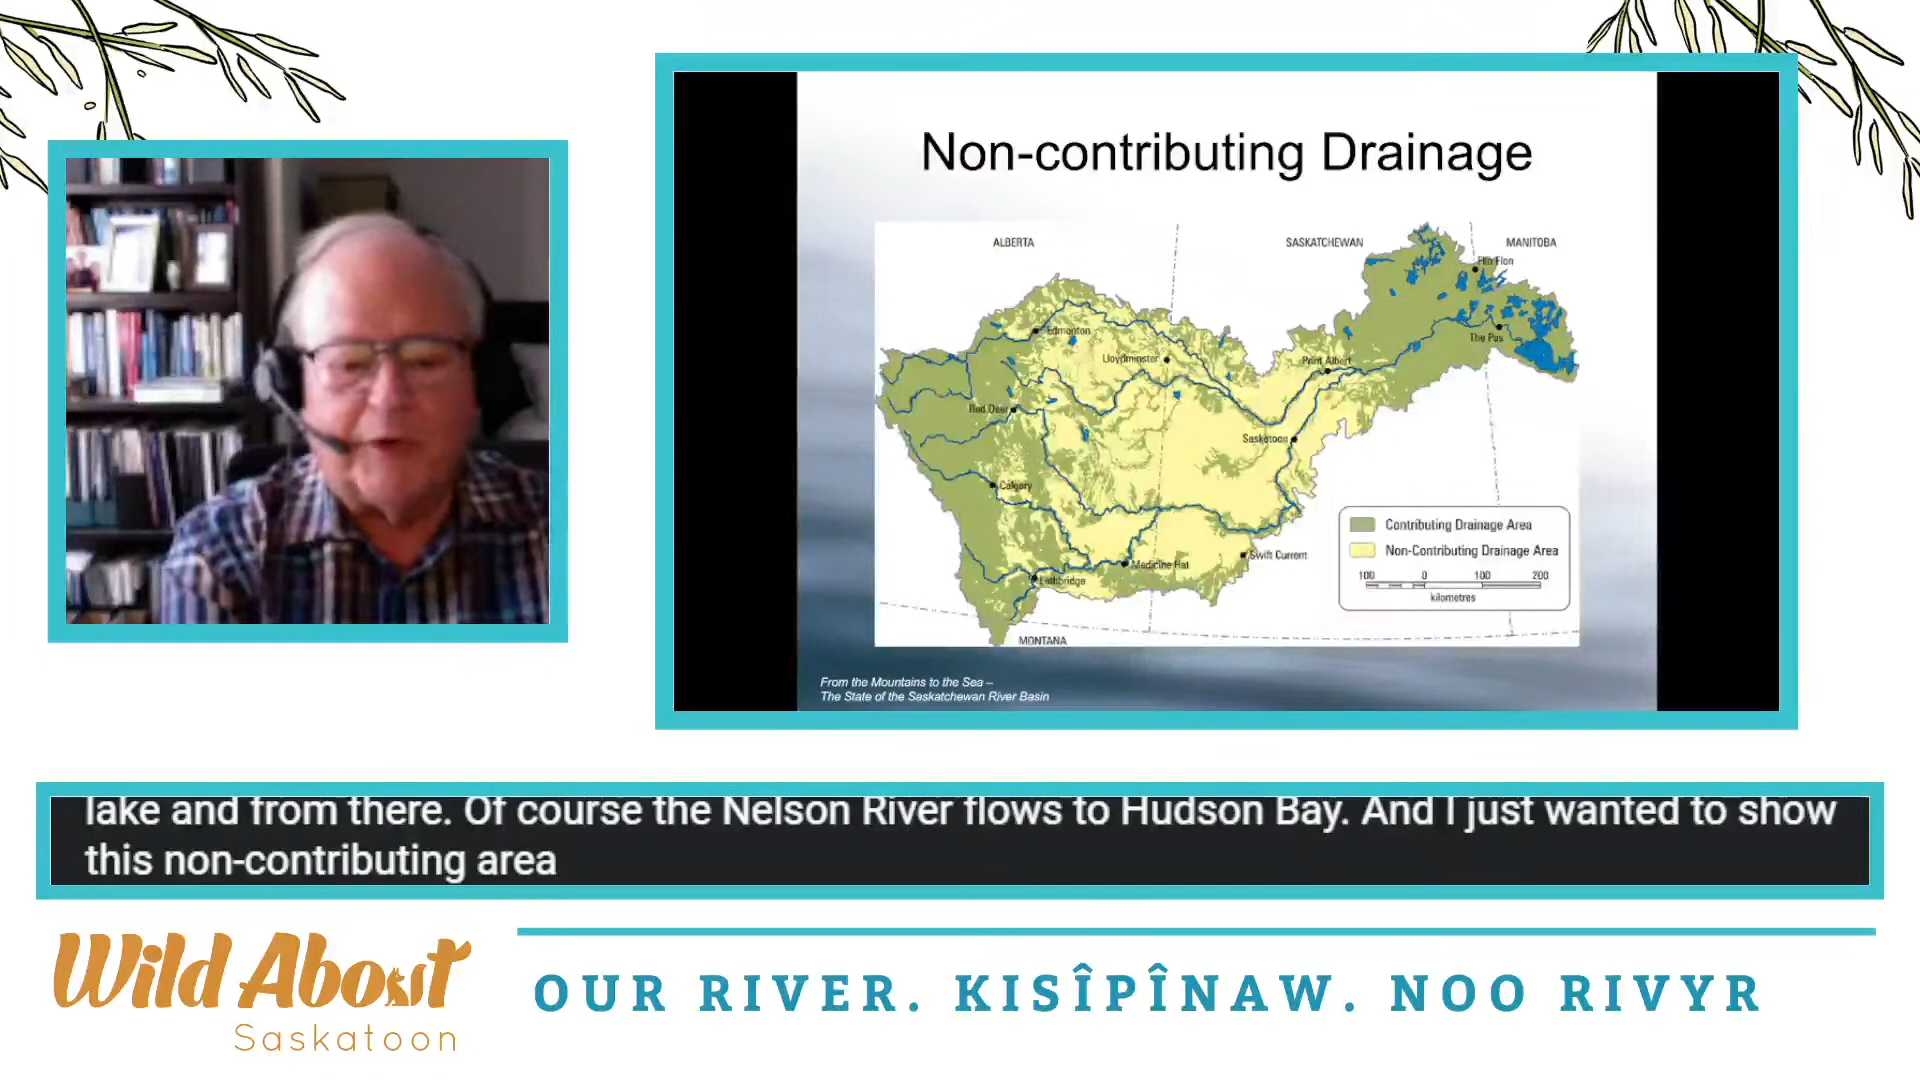 Non-contributing Drainage
ALBERTA
SASKATCHEWAN
MANITOBA
Flin Flon
Edmonton
The Pas
Lloydminster
Prince Albert
Red Deer
Saskatoon
Calgary
Contributing Drainage Area
Non-Contributing Drainage Area
Swift Current
Medicine Hat
Lethbridge
100 0 100 200
kilometres
MONTANA
From the Mountains to the Sea –
The State of the Saskatchewan River Basin
lake and from there. Of course the Nelson River flows to Hudson Bay. And I just wanted to show
this non-contributing area
Wild About
Saskatoon
OUR RIVER. KISÎPÎNAW. NOO RIVYR